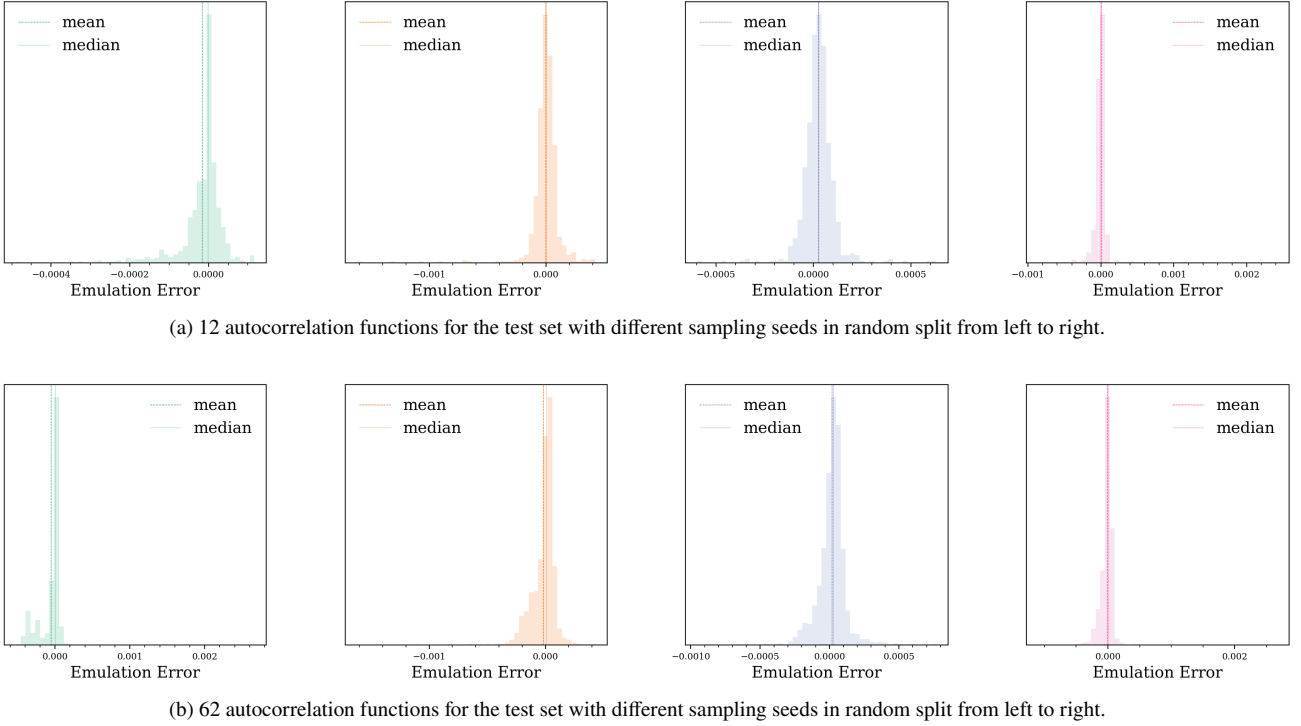 mean
median
mean
median
mean
median
mean
median
−0.0004 −0.0002 0.0000
−0.001 0.000
−0.0005 0.0000 0.0005
−0.001 0.000 0.001 0.002
Emulation Error
Emulation Error
Emulation Error
Emulation Error
(a) 12 autocorrelation functions for the test set with different sampling seeds in random split from left to right.
mean
median
mean
median
mean
median
mean
median
0.000 0.001 0.002
−0.001 0.000
−0.0010 −0.0005 0.0000 0.0005
0.000 0.002
Emulation Error
Emulation Error
Emulation Error
Emulation Error
(b) 62 autocorrelation functions for the test set with different sampling seeds in random split from left to right.